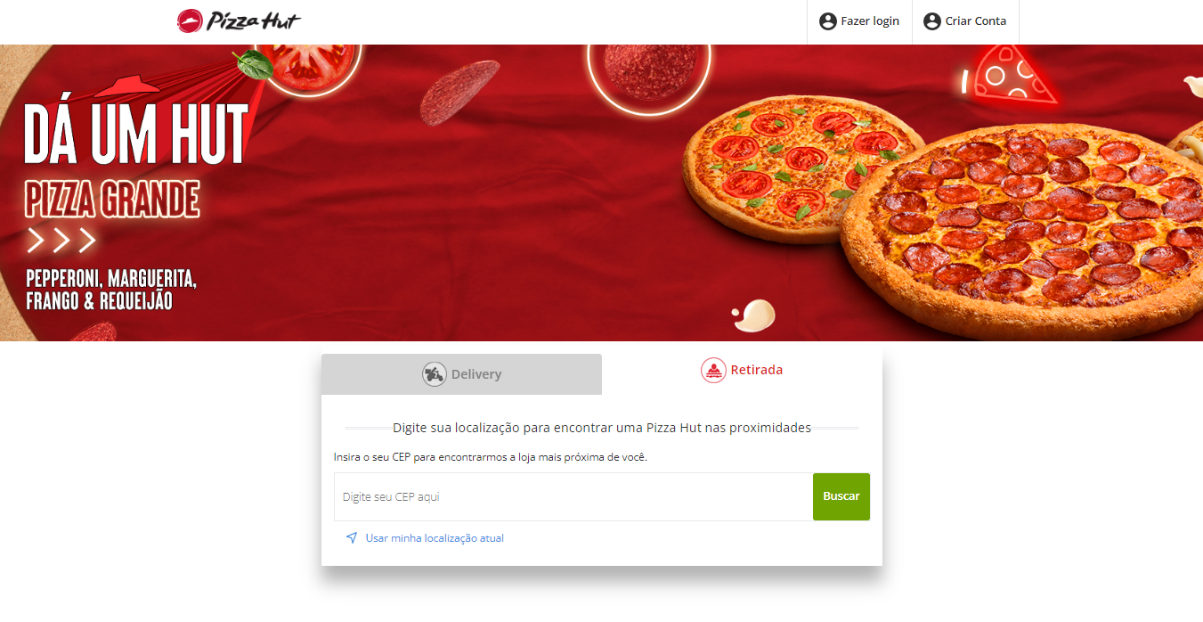 Pizza Hut
Fazer login
Criar Conta
DÁ UM HUT
PIZZA GRANDE
PEPPERONI, MARGUERITA,
FRANGO & REQUEIJÃO
Delivery
Retirada
Digite sua localização para encontrar uma Pizza Hut nas proximidades
Insira o seu CEP para encontrarmos a loja mais próxima de você.
Digite seu CEP aqui
Buscar
Usar minha localização atual